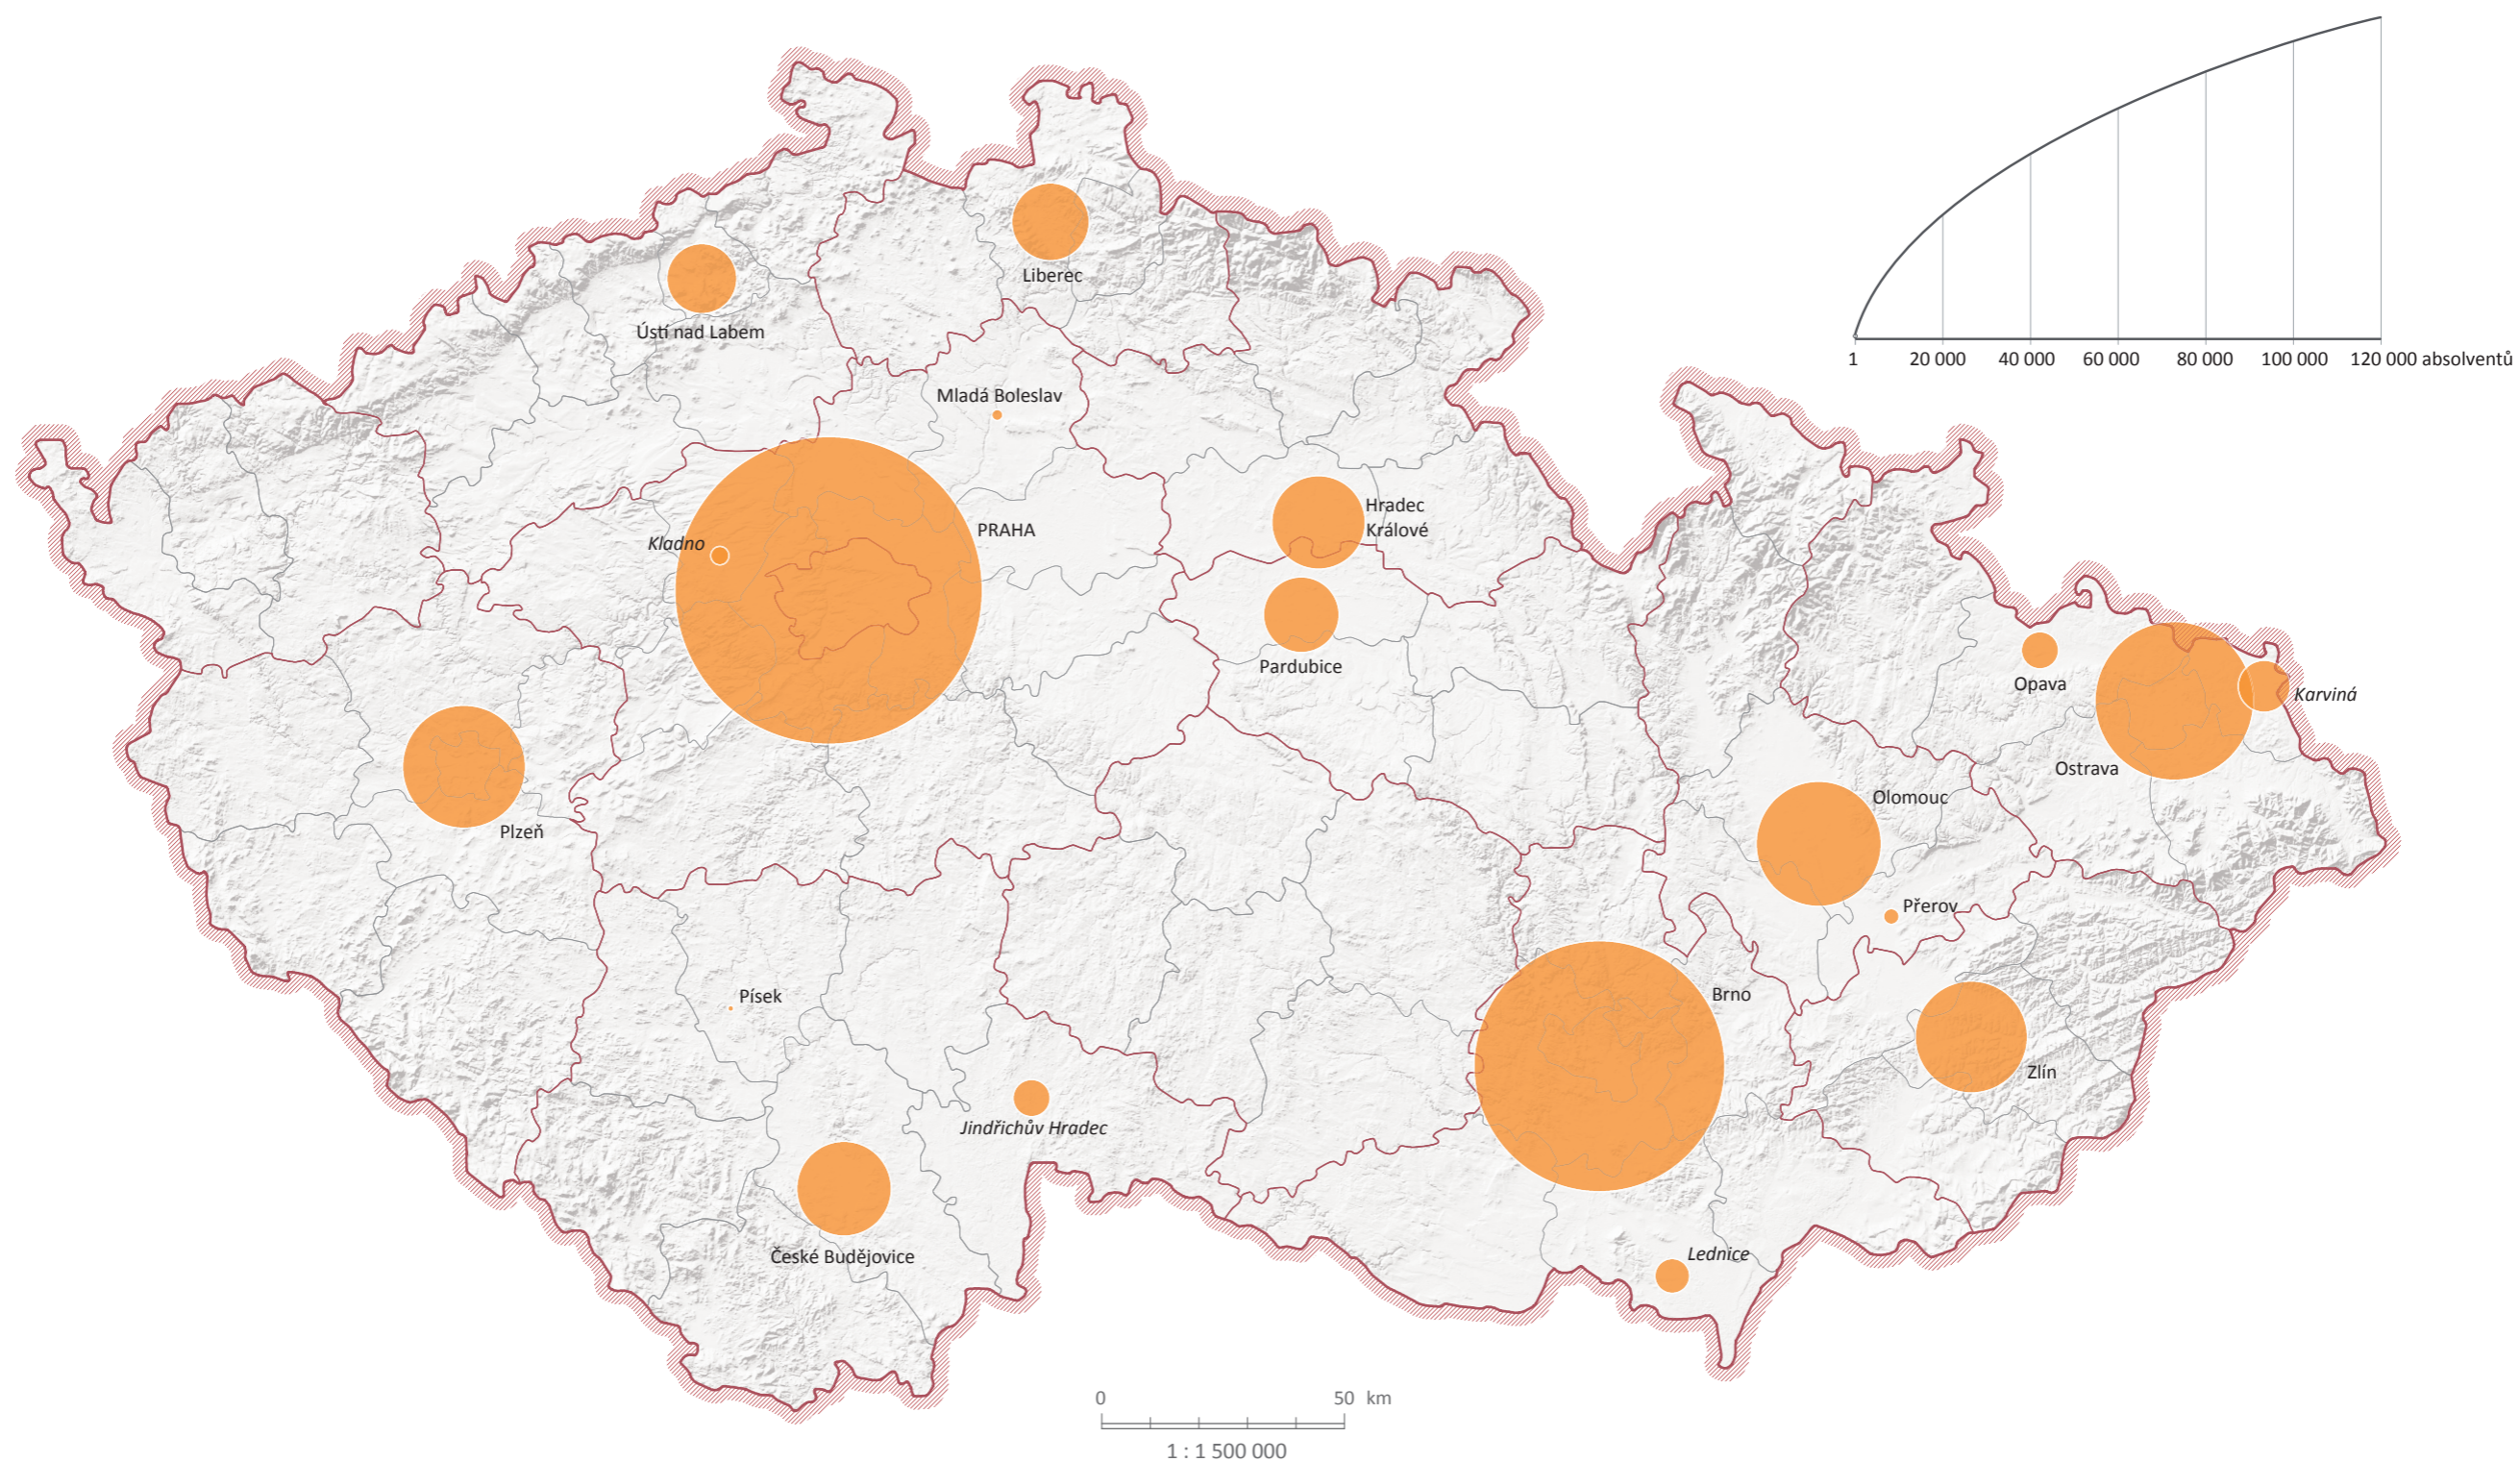 1 20 000 40 000 60 000 80 000 100 000 120 000 absolventů
Liberec
Ústí nad Labem
Mladá Boleslav
Hradec
Králové
PRAHA
Kladno
Pardubice
Opava
Karviná
Ostrava
Olomouc
Plzeň
Přerov
Písek
Brno
Zlín
Jindřichův Hradec
České Budějovice
Lednice
0 50 km
1 : 1 500 000